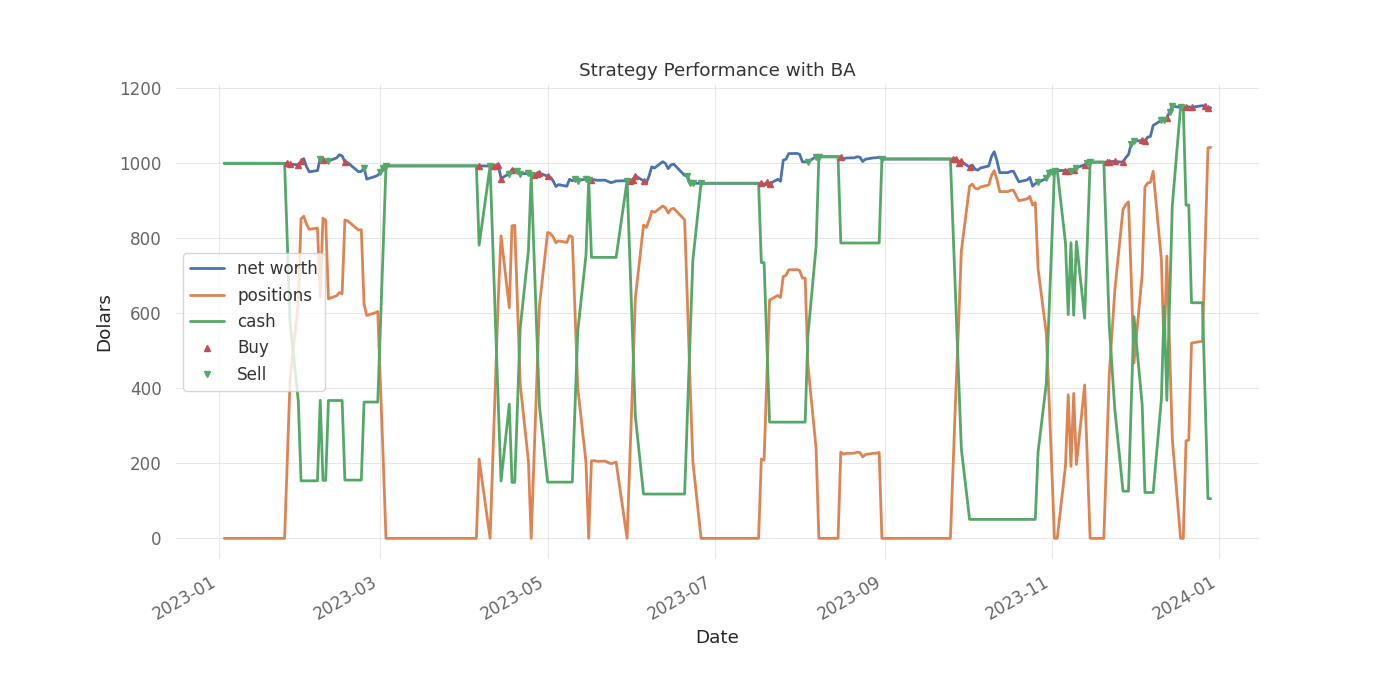 Strategy Performance with BA
1200
1000
800
600
400
200
0
Dolars
net worth
positions
cash
Buy
Sell
2023-01
2023-03
2023-05
2023-07
2023-09
2023-11
2024-01
Date